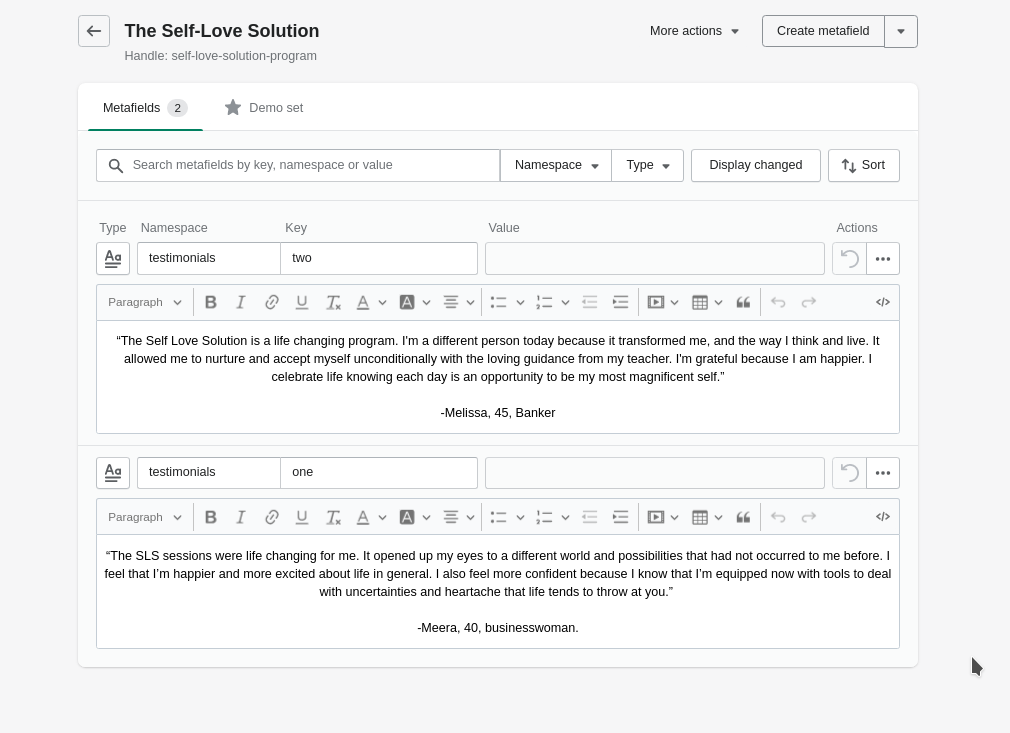 The Self-Love Solution
Handle: self-love-solution-program
More actions
Create metafield
Metafields 2
Demo set
Search metafields by key, namespace or value
Namespace
Type
Display changed
Sort
Type Namespace Key Value Actions
Aa testimonials two
Paragraph B I U T A A </>
“The Self Love Solution is a life changing program. I'm a different person today because it transformed me, and the way I think and live. It
allowed me to nurture and accept myself unconditionally with the loving guidance from my teacher. I'm grateful because I am happier. I
celebrate life knowing each day is an opportunity to be my most magnificent self.”
-Melissa, 45, Banker
Aa testimonials one
Paragraph B I U T A A </>
“The SLS sessions were life changing for me. It opened up my eyes to a different world and possibilities that had not occurred to me before. I
feel that I’m happier and more excited about life in general. I also feel more confident because I know that I’m equipped now with tools to deal
with uncertainties and heartache that life tends to throw at you.”
-Meera, 40, businesswoman.